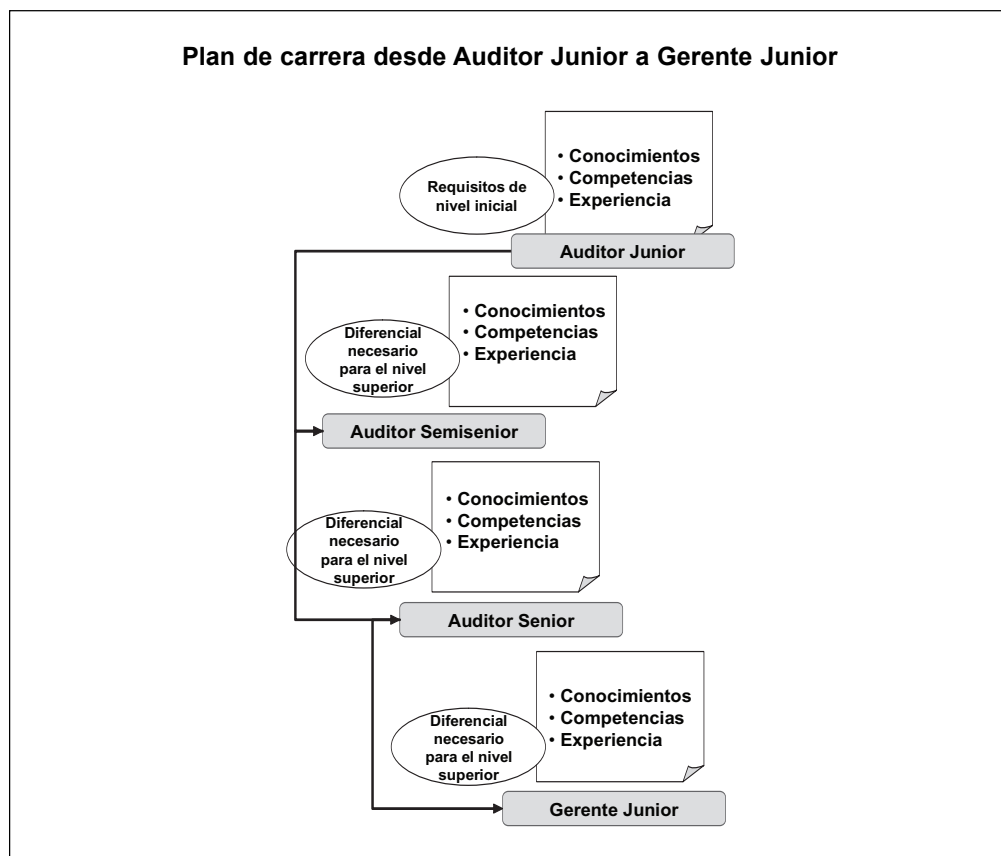 Plan de carrera desde Auditor Junior a Gerente Junior
Requisitos de
nivel inicial
• Conocimientos
• Competencias
• Experiencia
Auditor Junior
Diferencial
necesario
para el nivel
superior
• Conocimientos
• Competencias
• Experiencia
Auditor Semisenior
Diferencial
necesario
para el nivel
superior
• Conocimientos
• Competencias
• Experiencia
Auditor Senior
Diferencial
necesario
para el nivel
superior
• Conocimientos
• Competencias
• Experiencia
Gerente Junior